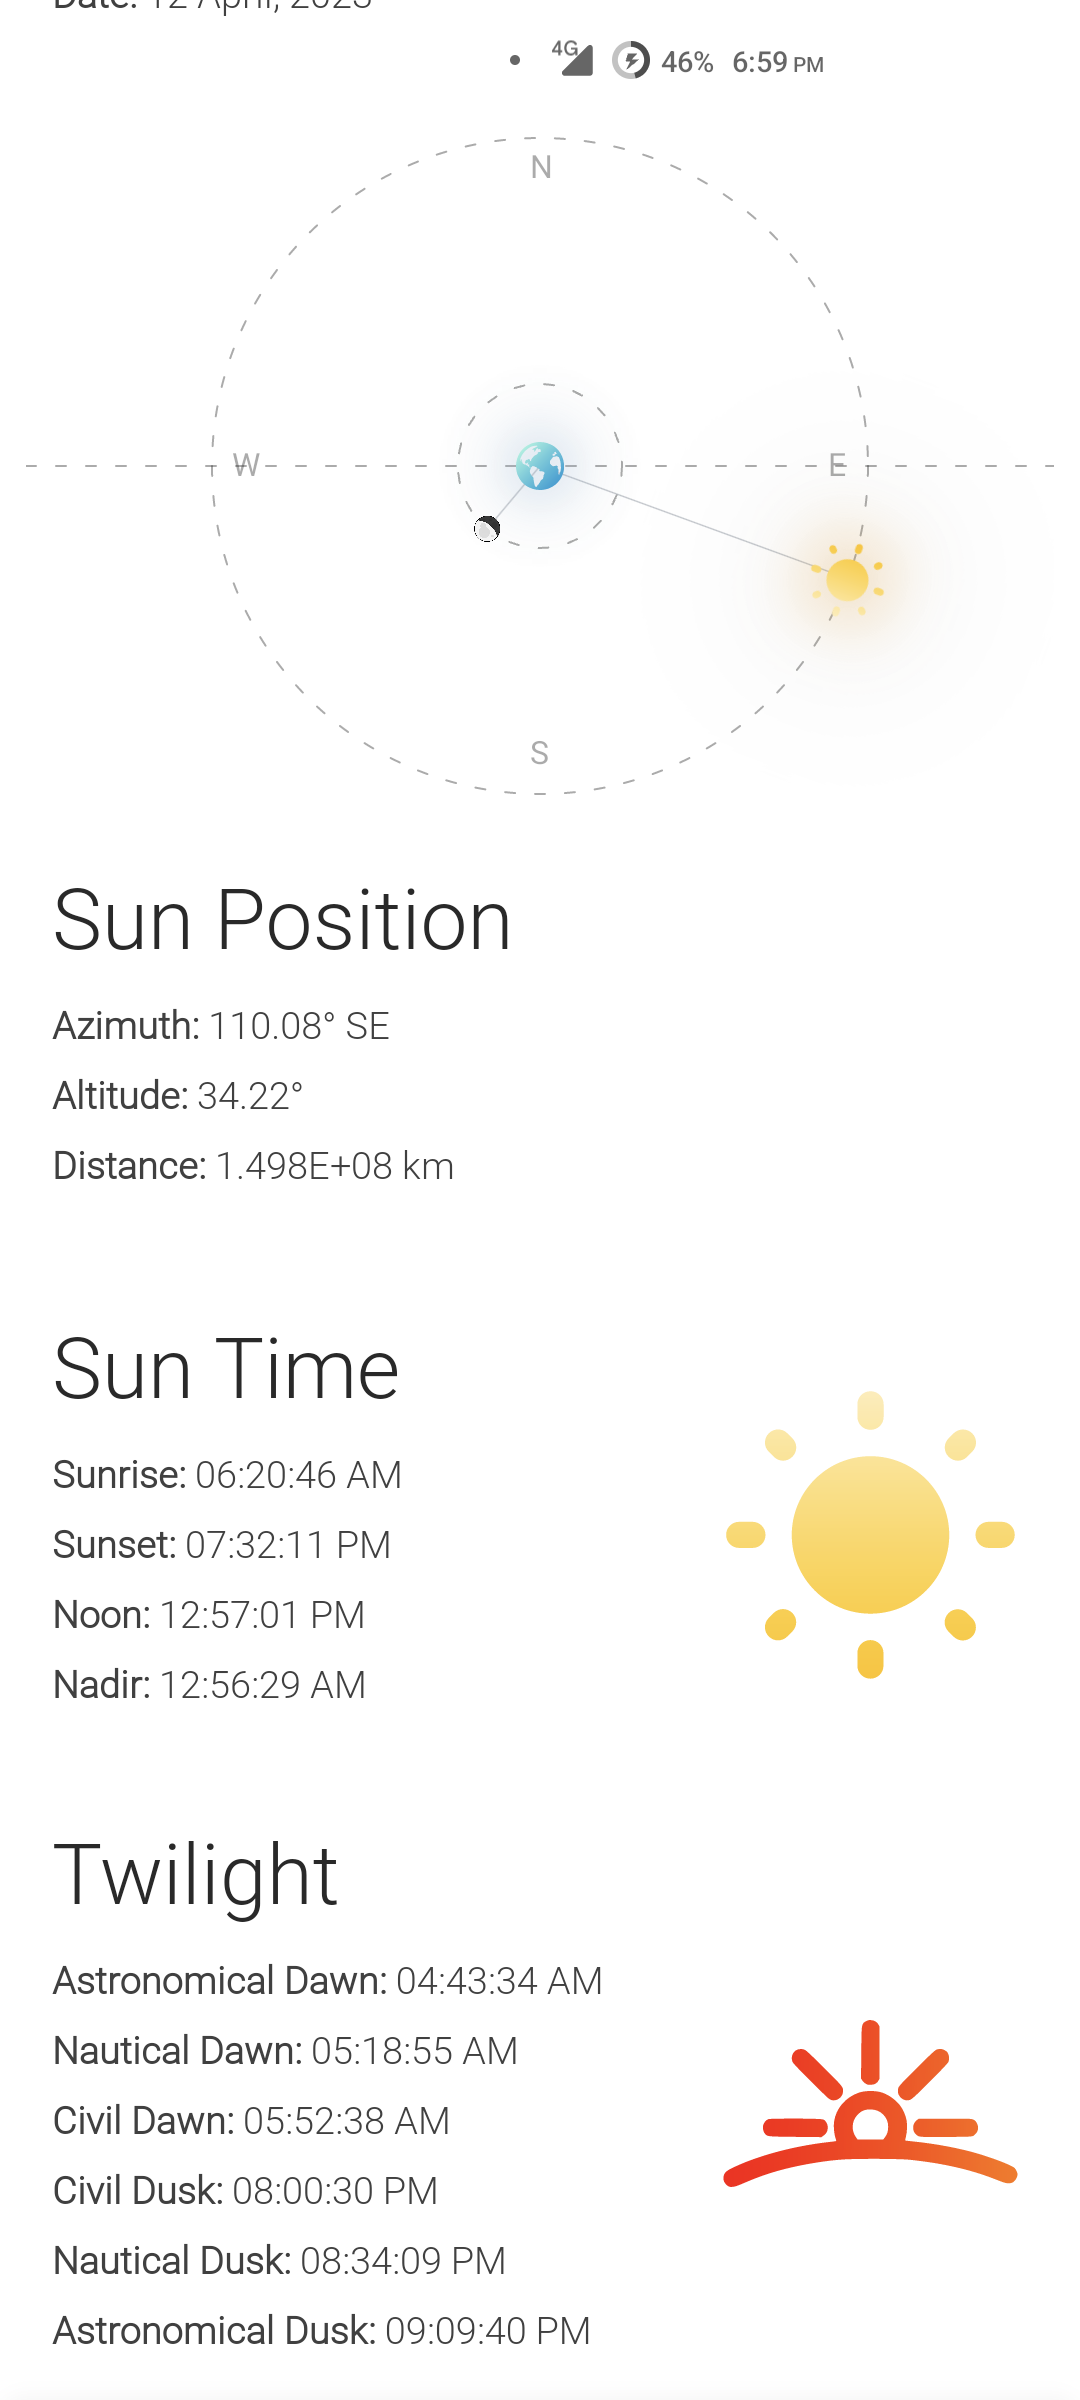 Date: 12 April, 2023
4G 46% 6:59 PM
N
W E
S
Sun Position
Azimuth: 110.08° SE
Altitude: 34.22°
Distance: 1.498E+08 km
Sun Time
Sunrise: 06:20:46 AM
Sunset: 07:32:11 PM
Noon: 12:57:01 PM
Nadir: 12:56:29 AM
Twilight
Astronomical Dawn: 04:43:34 AM
Nautical Dawn: 05:18:55 AM
Civil Dawn: 05:52:38 AM
Civil Dusk: 08:00:30 PM
Nautical Dusk: 08:34:09 PM
Astronomical Dusk: 09:09:40 PM